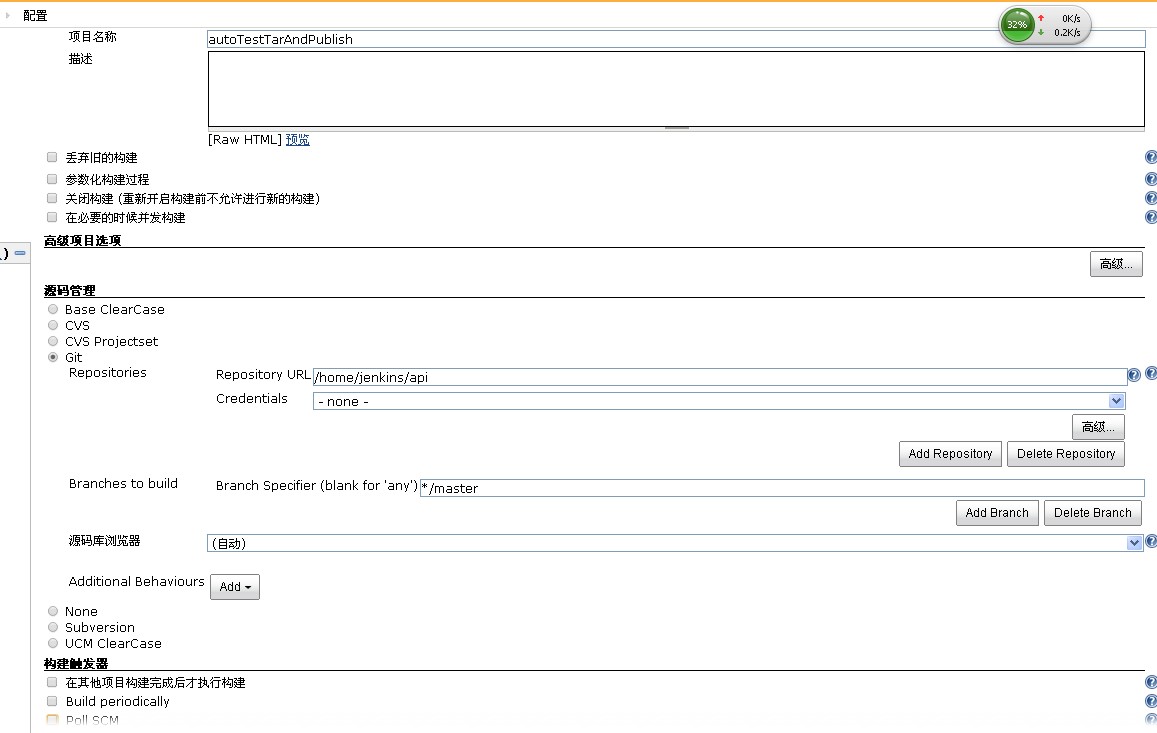 配置
32%
0K/s
0.2K/s
项目名称 autoTestTarAndPublish
描述
[Raw HTML] 预览
丢弃旧的构建
参数化构建过程
关闭构建 (重新开启构建前不允许进行新的构建)
在必要的时候并发构建
高级项目选项
)
高级...
源码管理
Base ClearCase
CVS
CVS Projectset
Git
Repositories
Repository URL /home/jenkins/api
Credentials - none -
高级...
Add Repository Delete Repository
Branches to build Branch Specifier (blank for 'any') */master
Add Branch Delete Branch
源码库浏览器 (自动)
Additional Behaviours Add
None
Subversion
UCM ClearCase
构建触发器
在其他项目构建完成后才执行构建
Build periodically
Poll SCM